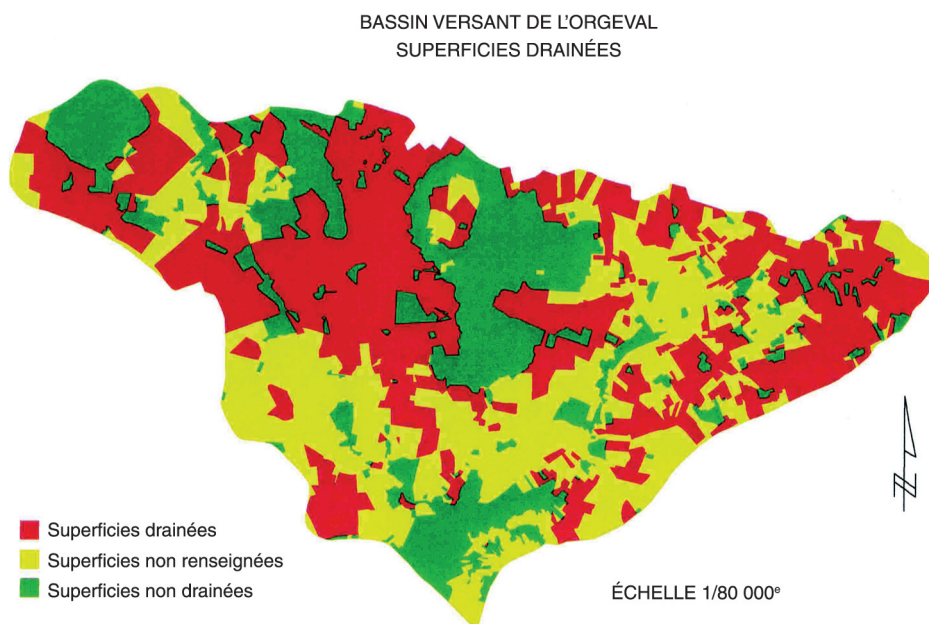 BASSIN VERSANT DE L'ORGEVAL
SUPERFICIES DRAINÉES
Superficies drainées
Superficies non renseignées
Superficies non drainées
ÉCHELLE 1/80 000e
N